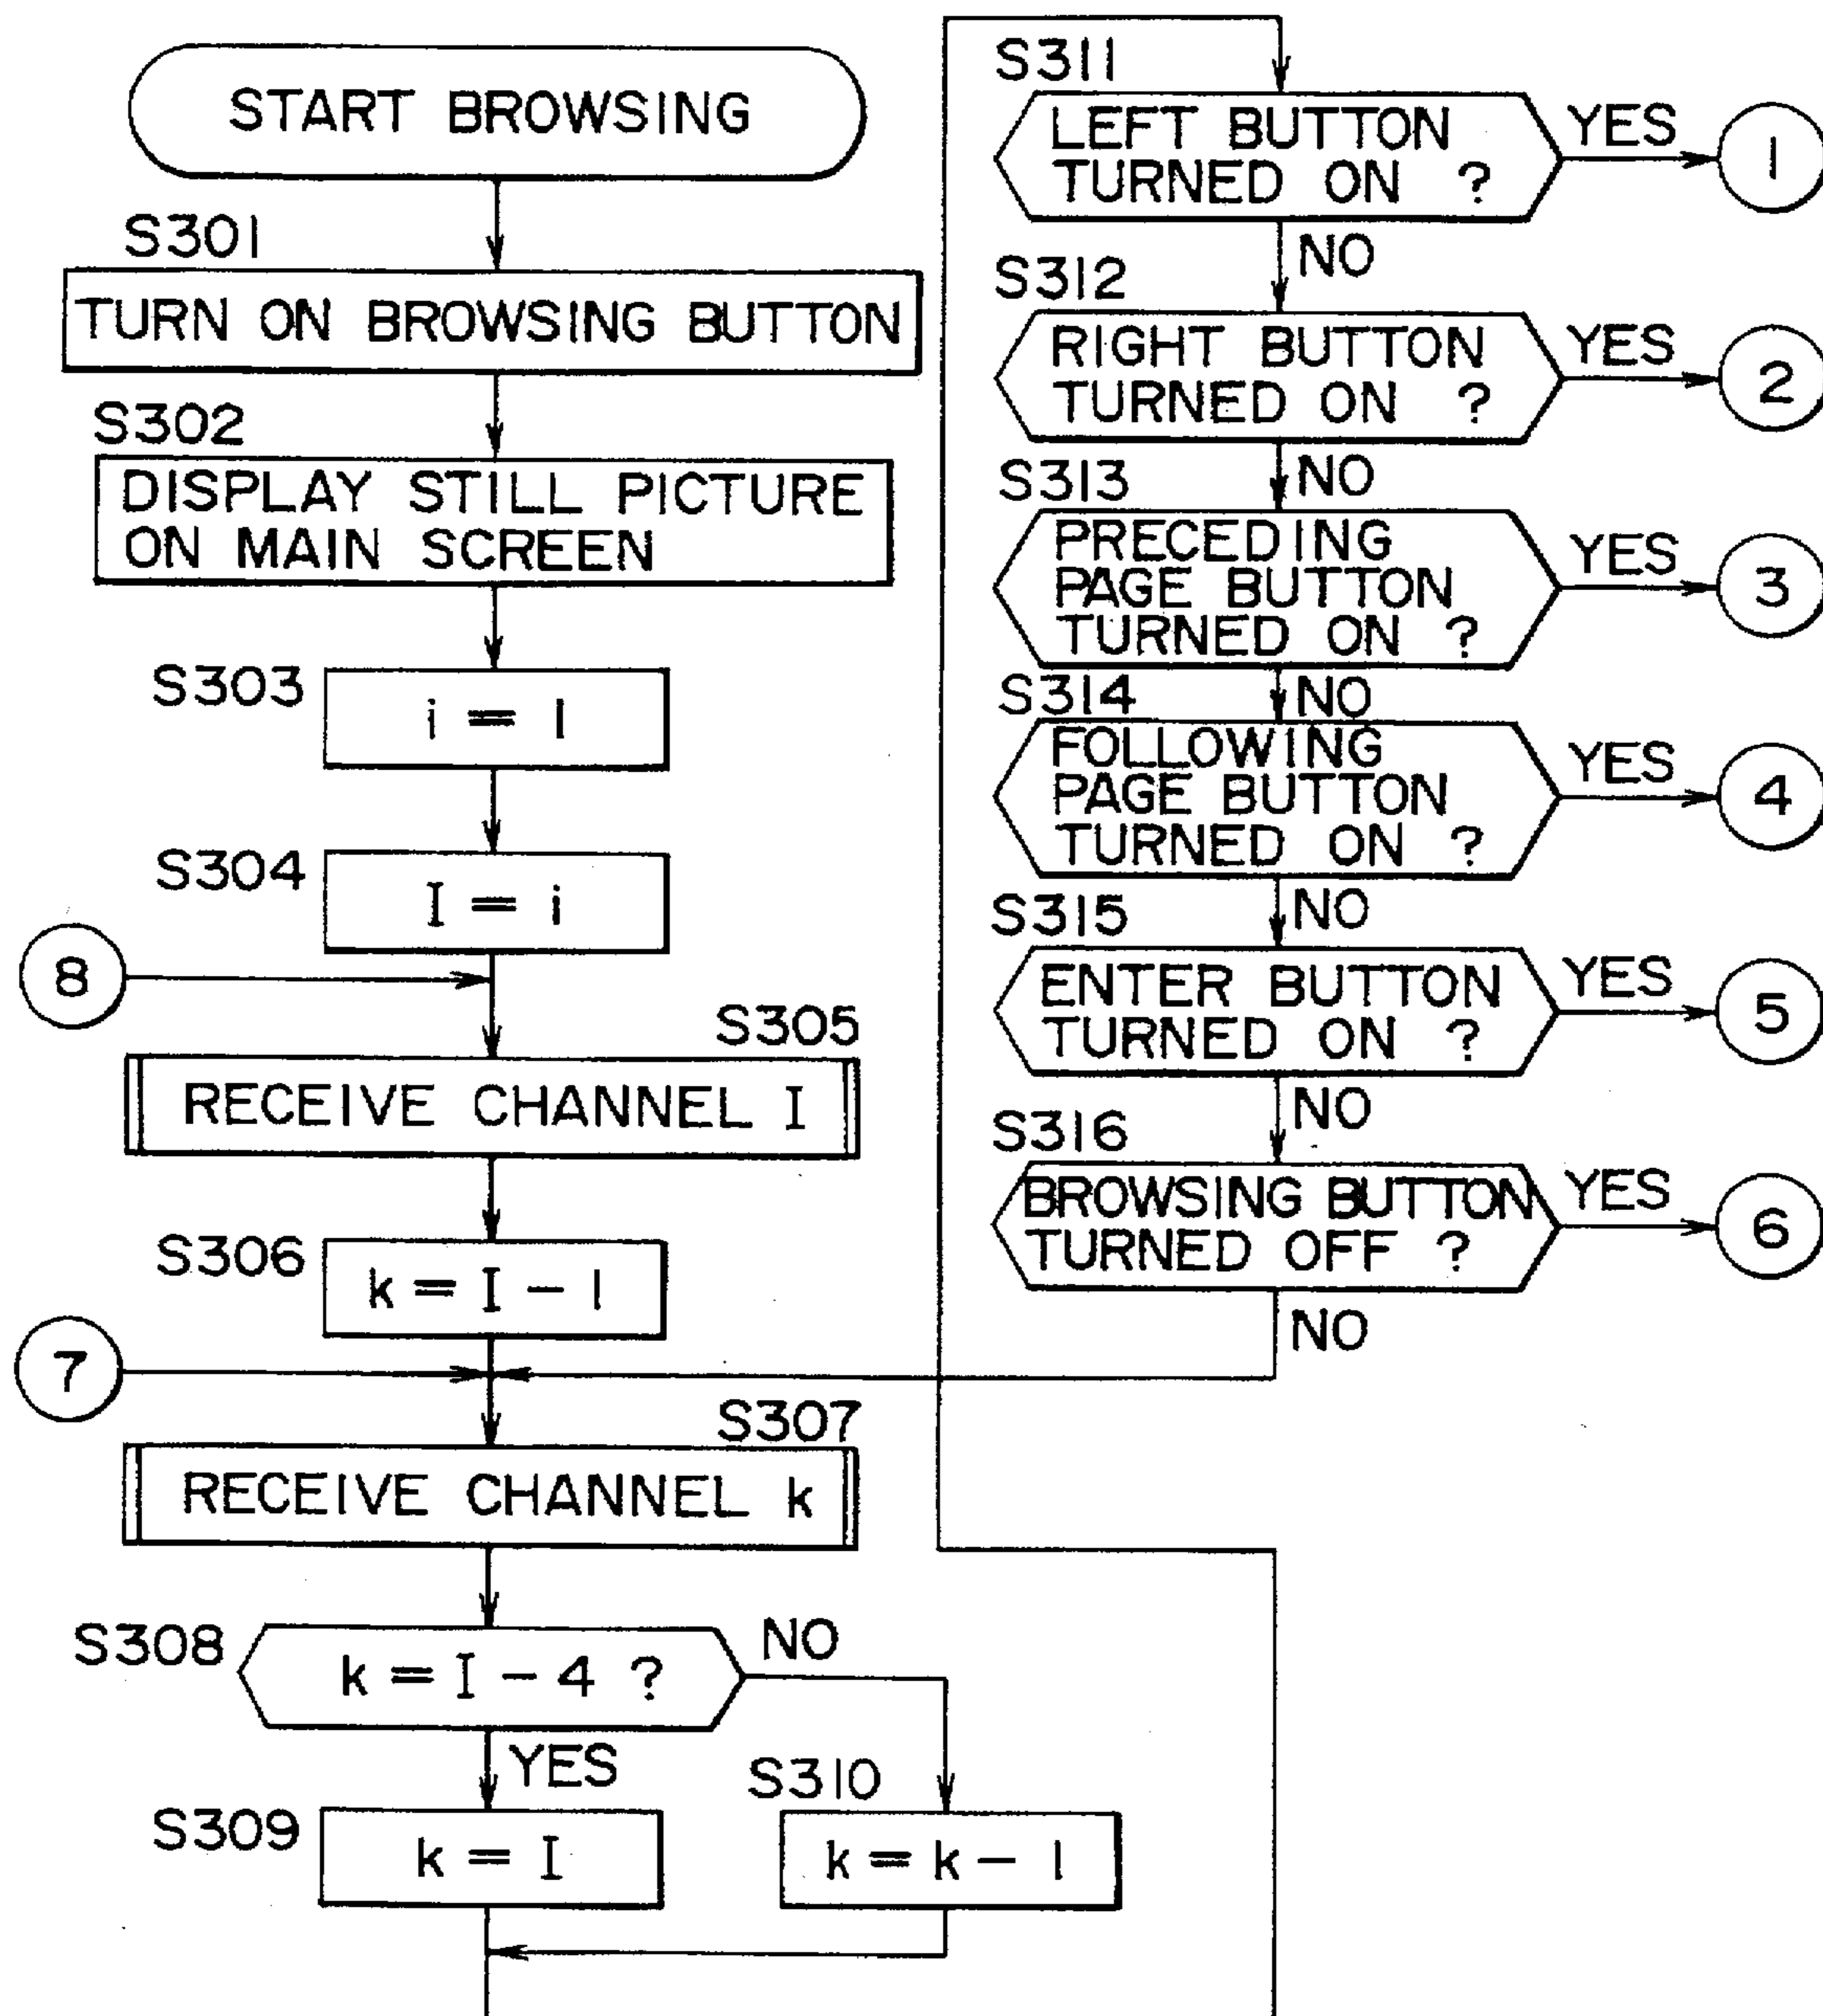 START BROWSING
S301
TURN ON BROWSING BUTTON
S302
DISPLAY STILL PICTURE
ON MAIN SCREEN
S303
i = 1
S304
I = i
8
S305
RECEIVE CHANNEL I
S306
k = I - 1
7
S307
RECEIVE CHANNEL k
S308
k = I - 4 ?
NO
YES
S309
k = I
S310
k = k - 1
S311
LEFT BUTTON
TURNED ON ?
YES
1
NO
S312
RIGHT BUTTON
TURNED ON ?
YES
2
NO
S313
PRECEDING
PAGE BUTTON
TURNED ON ?
YES
3
NO
S314
FOLLOWING
PAGE BUTTON
TURNED ON ?
YES
4
NO
S315
ENTER BUTTON
TURNED ON ?
YES
5
NO
S316
BROWSING BUTTON
TURNED OFF ?
YES
6
NO